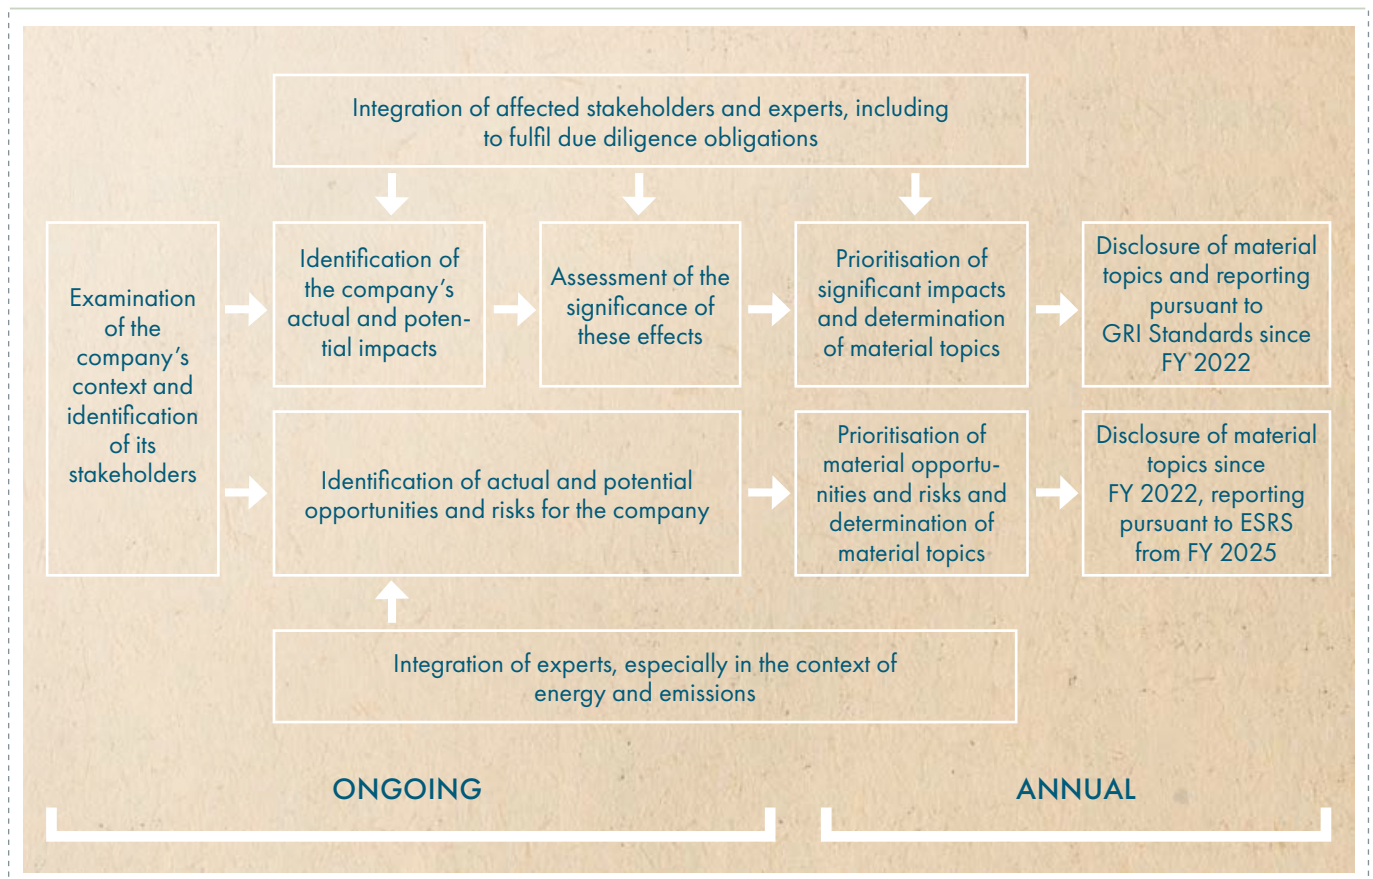 Integration of affected stakeholders and experts, including
to fulfil due diligence obligations
Examination
of the
company’s
context and
identification
of its
stakeholders
Identification of
the company’s
actual and poten-
tial impacts
Assessment of the
significance of
these effects
Prioritisation of
significant impacts
and determination
of material topics
Disclosure of material
topics and reporting
pursuant to
GRI Standards since
FY 2022
Identification of actual and potential
opportunities and risks for the company
Prioritisation of
material opportu-
nities and risks and
determination of
material topics
Disclosure of material
topics since
FY 2022, reporting
pursuant to ESRS
from FY 2025
Integration of experts, especially in the context of
energy and emissions
ONGOING
ANNUAL